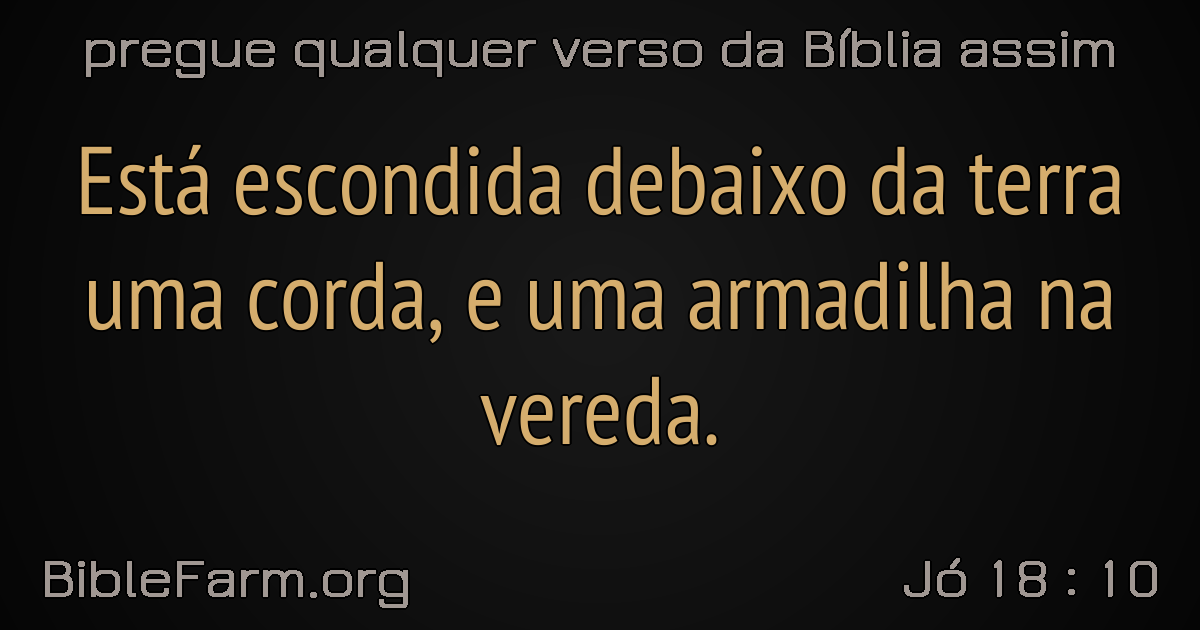 pregue qualquer verso da Bíblia assim
Está escondida debaixo da terra
uma corda, e uma armadilha na
vereda.
BibleFarm.org
Jó 18 : 10